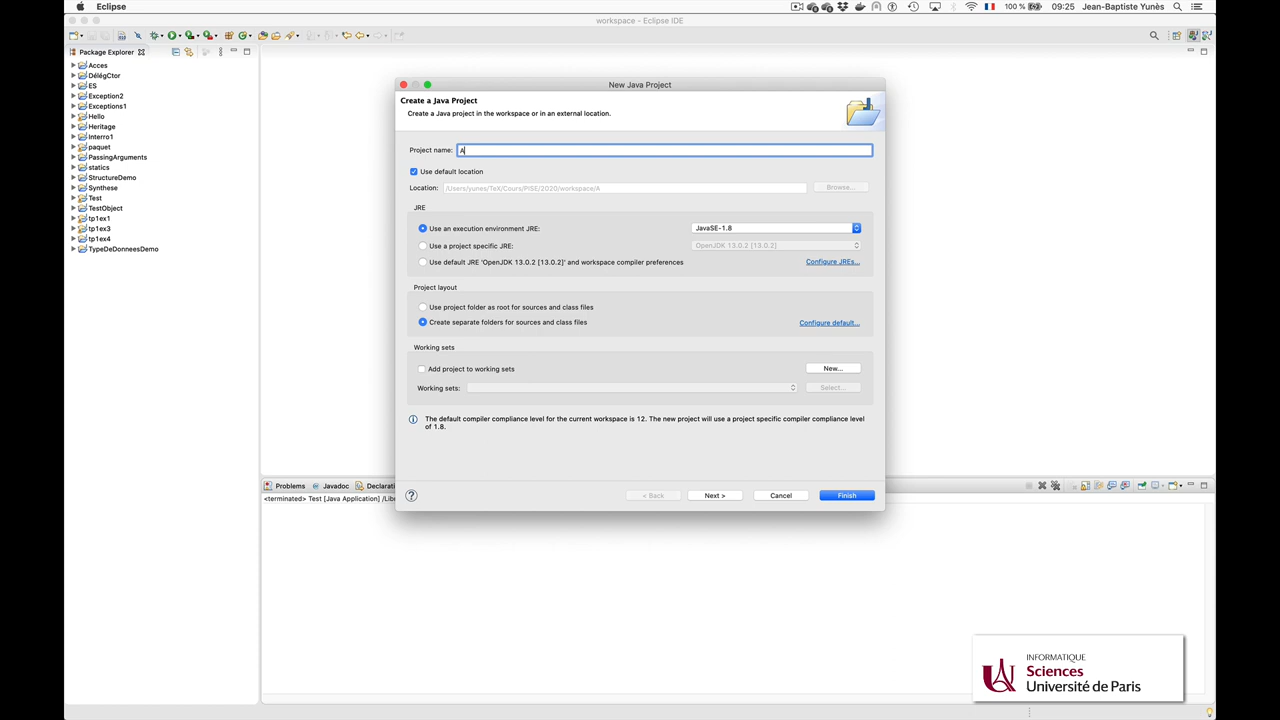 Eclipse
100 %
09:25 Jean-Baptiste Yunès
workspace - Eclipse IDE
Package Explorer
Acces
DélégCtor
ES
Exception2
Exceptions1
Hello
Heritage
Interro1
paquet
PassingArguments
statics
StructureDemo
Synthese
Test
TestObject
tp1ex1
tp1ex3
tp1ex4
TypeDeDonneesDemo
New Java Project
Create a Java Project
Create a Java project in the workspace or in an external location.
Project name: A
Use default location
Location: /Users/yunes/TeX/Cours/PISE/2020/workspace/A Browse...
JRE
Use an execution environment JRE: JavaSE-1.8
Use a project specific JRE: OpenJDK 13.0.2 [13.0.2]
Use default JRE 'OpenJDK 13.0.2 [13.0.2]' and workspace compiler preferences Configure JREs...
Project layout
Use project folder as root for sources and class files
Create separate folders for sources and class files Configure default...
Working sets
Add project to working sets New...
Working sets: Select...
The default compiler compliance level for the current workspace is 12. The new project will use a project specific compiler compliance level
of 1.8.
? < Back Next > Cancel Finish
Problems Javadoc Declarati
<terminated> Test [Java Application] /Libr
INFORMATIQUE
Sciences
Université de Paris